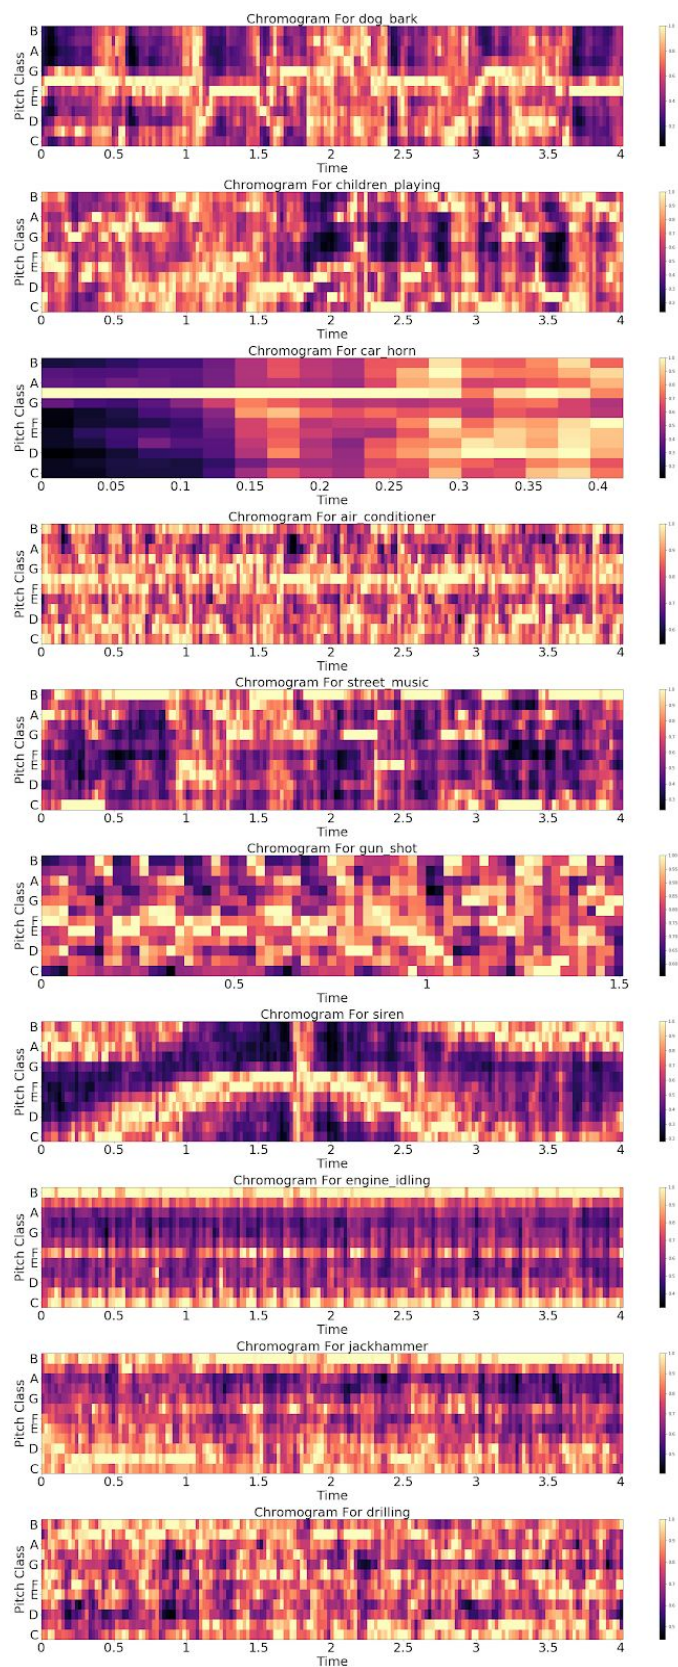 Chromogram For dog_bark
Pitch Class
B
A
G
F
E
D
C
0 0.5 1 1.5 2 2.5 3 3.5 4
Time
Chromogram For children_playing
Pitch Class
B
A
G
F
E
D
C
0 0.5 1 1.5 2 2.5 3 3.5 4
Time
Chromogram For car_horn
Pitch Class
B
A
G
F
E
D
C
0 0.05 0.1 0.15 0.2 0.25 0.3 0.35 0.4
Time
Chromogram For air_conditioner
Pitch Class
B
A
G
F
E
D
C
0 0.5 1 1.5 2 2.5 3 3.5 4
Time
Chromogram For street_music
Pitch Class
B
A
G
F
E
D
C
0 0.5 1 1.5 2 2.5 3 3.5 4
Time
Chromogram For gun_shot
Pitch Class
B
A
G
F
E
D
C
0 0.5 1 1.5
Time
Chromogram For siren
Pitch Class
B
A
G
F
E
D
C
0 0.5 1 1.5 2 2.5 3 3.5 4
Time
Chromogram For engine_idling
Pitch Class
B
A
G
F
E
D
C
0 0.5 1 1.5 2 2.5 3 3.5 4
Time
Chromogram For jackhammer
Pitch Class
B
A
G
F
E
D
C
0 0.5 1 1.5 2 2.5 3 3.5 4
Time
Chromogram For drilling
Pitch Class
B
A
G
F
E
D
C
0 0.5 1 1.5 2 2.5 3 3.5 4
Time